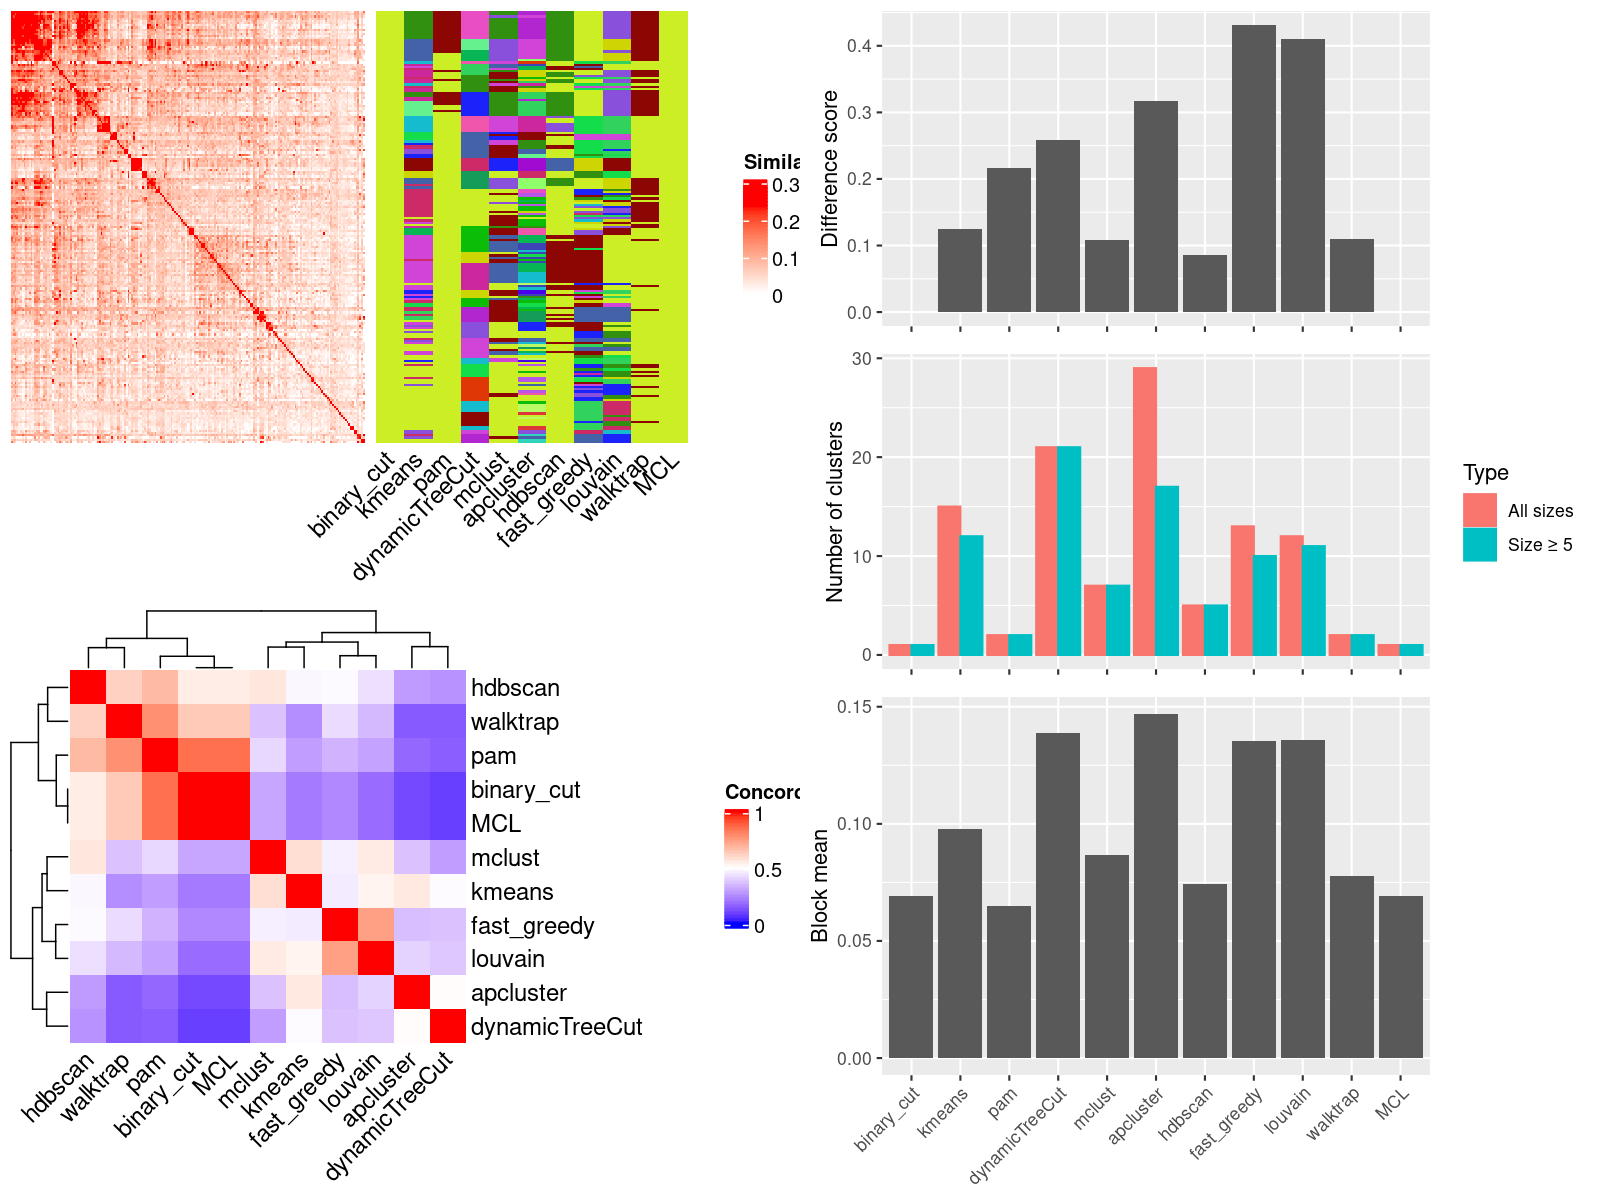 Simila
0.3
0.2
0.1
0
binary_cut
kmeans
pam
dynamicTreeCut
mclust
apcluster
hdbscan
fast_greedy
louvain
walktrap
MCL
hdbscan
walktrap
pam
binary_cut
MCL
mclust
kmeans
fast_greedy
louvain
apcluster
dynamicTreeCut
hdbscan
walktrap
pam
binary_cut
MCL
mclust
kmeans
fast_greedy
louvain
apcluster
dynamicTreeCut
Concord
1
0.5
0
Difference score
0.4
0.3
0.2
0.1
0.0
Number of clusters
30
20
10
0
Type
All sizes
Size ≥ 5
Block mean
0.15
0.10
0.05
0.00
binary_cut
kmeans
pam
dynamicTreeCut
mclust
apcluster
hdbscan
fast_greedy
louvain
walktrap
MCL